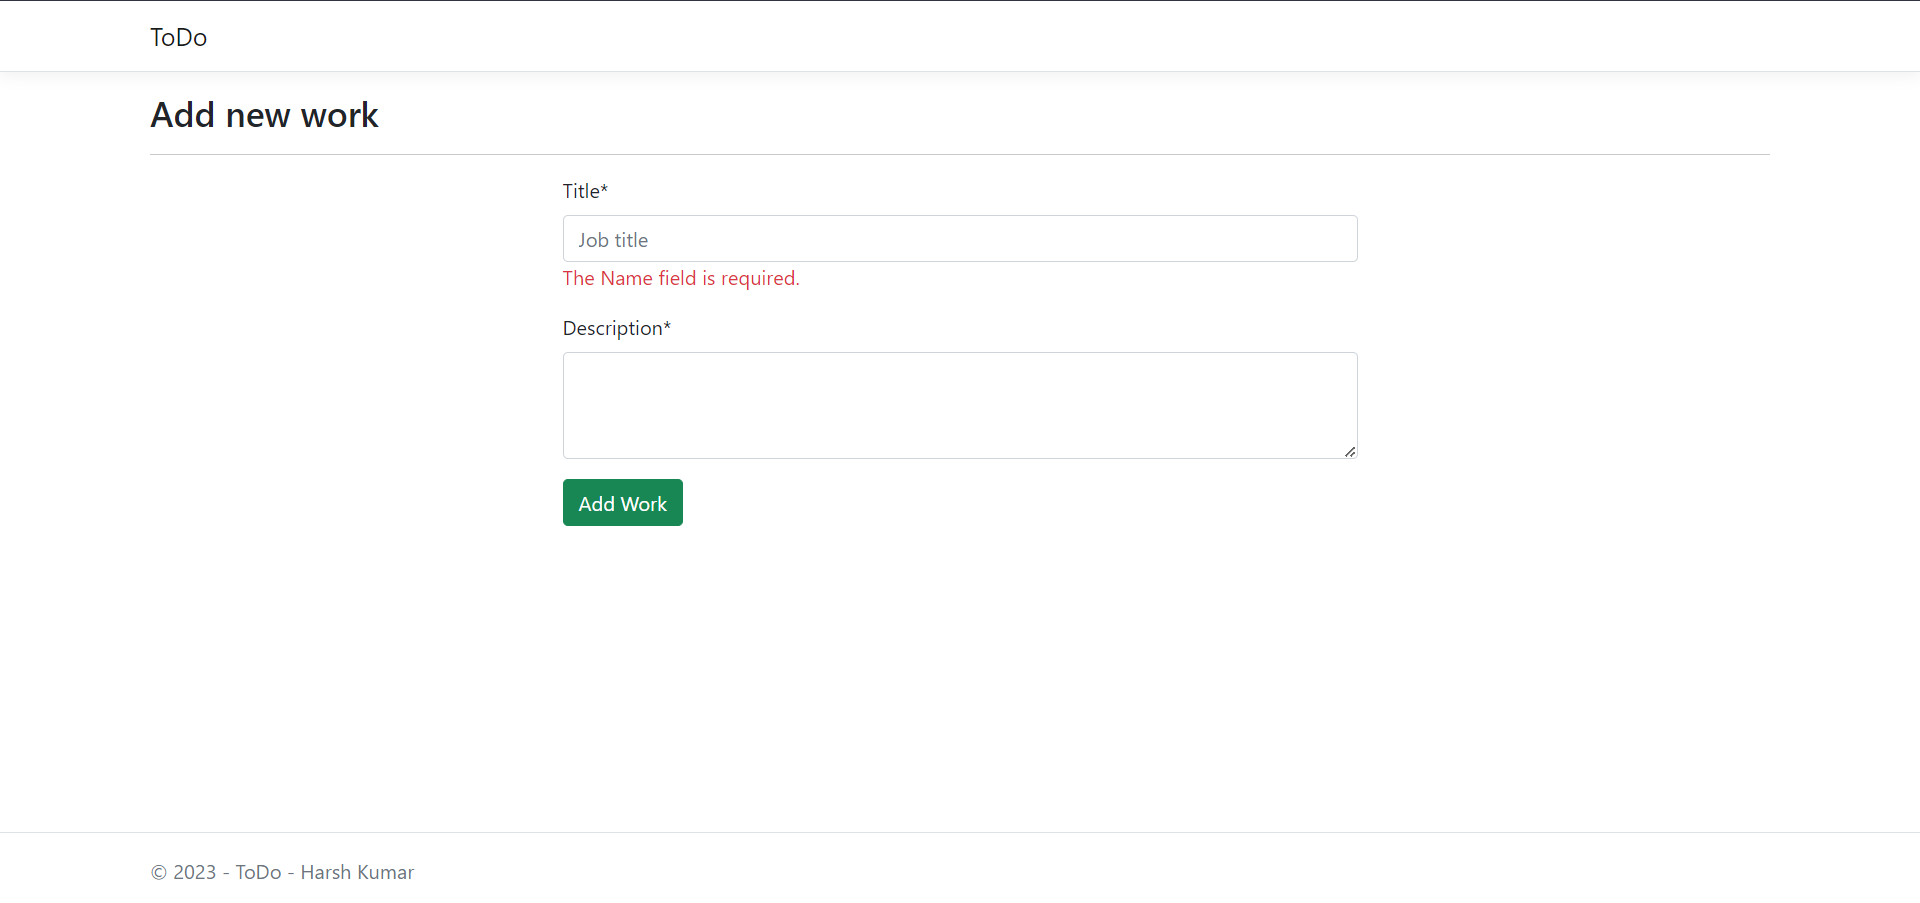 ToDo
Add new work
Title*
Job title
The Name field is required.
Description*
Add Work
© 2023 - ToDo - Harsh Kumar